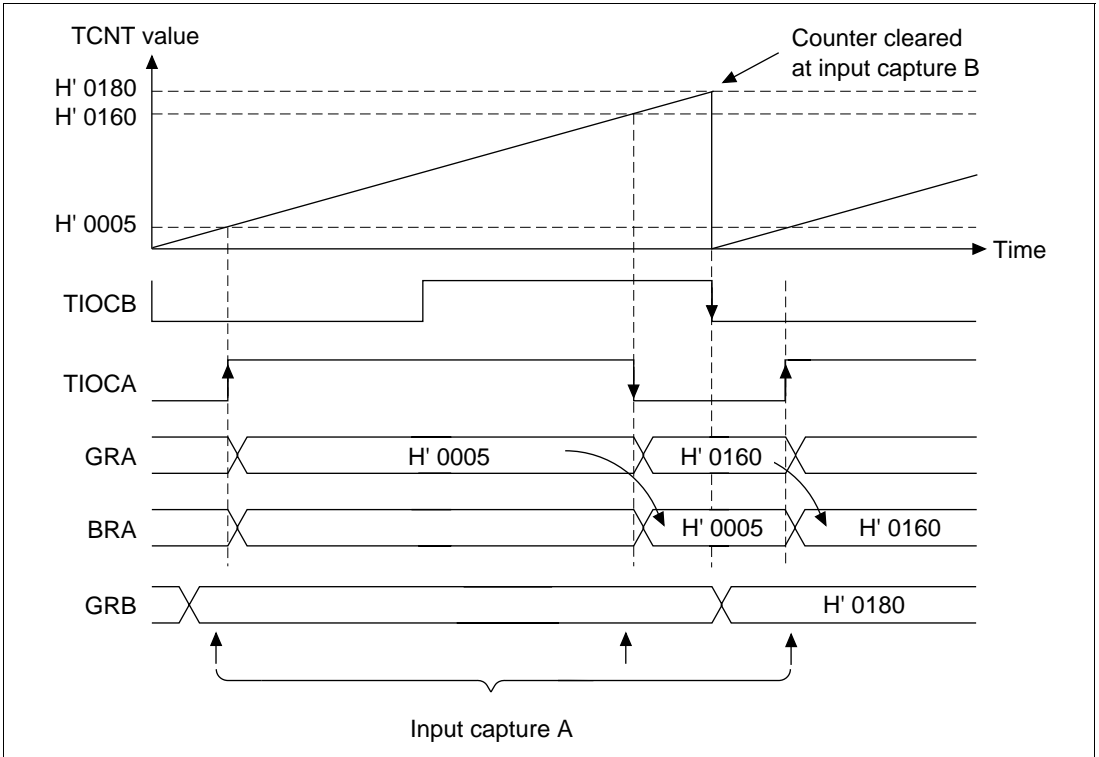 TCNT value
Counter cleared
at input capture B
H' 0180
H' 0160
H' 0005
Time
TIOCB
TIOCA
GRA
H' 0005
H' 0160
BRA
H' 0005
H' 0160
GRB
H' 0180
Input capture A